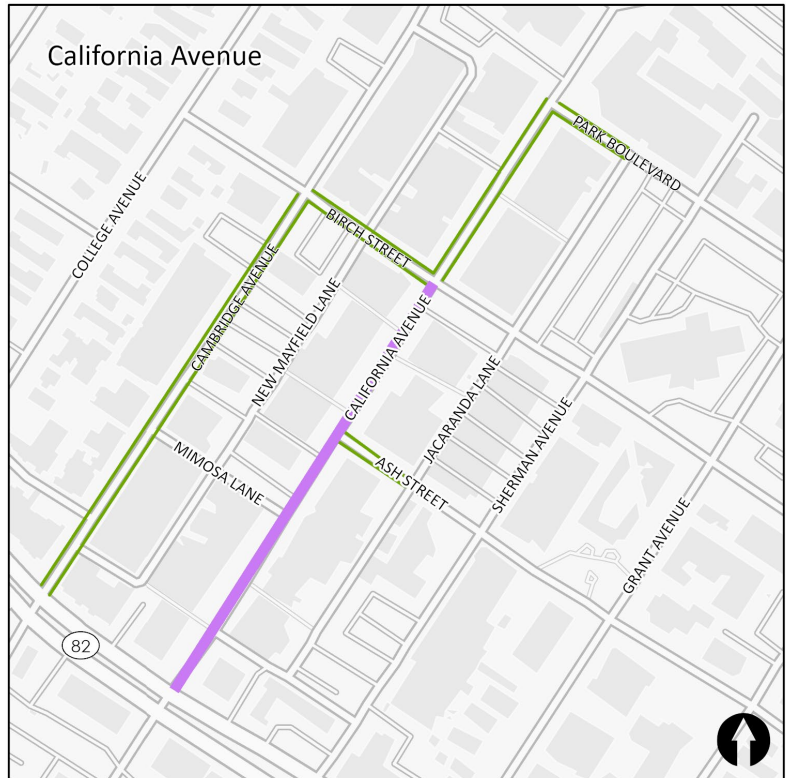 California Avenue
PARK BOULEVARD
COLLEGE AVENUE
BIRCH STREET
CAMBRIDGE AVENUE
NEW MAYFIELD LANE
CALIFORNIA AVENUE
JACARANDA LANE
SHERMAN AVENUE
MIMOSA LANE
ASH STREET
GRANT AVENUE
82